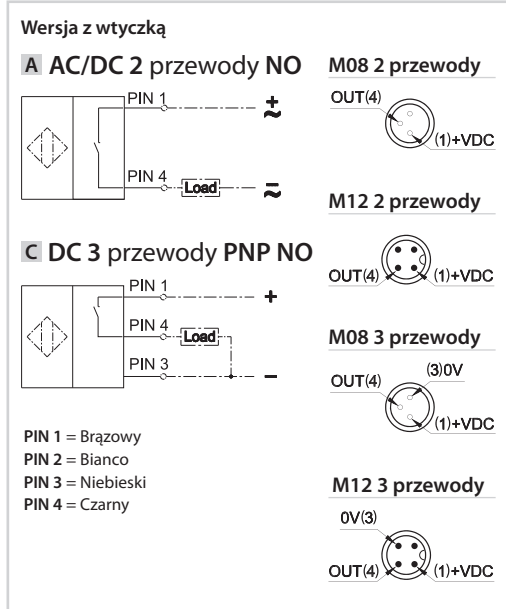 Wersja z wtyczką
A AC/DC 2 przewody NO
PIN 1
+
~
PIN 4
Load
–
~
C DC 3 przewody PNP NO
PIN 1
+
PIN 4
Load
PIN 3
–
PIN 1 = Brązowy
PIN 2 = Bianco
PIN 3 = Niebieski
PIN 4 = Czarny
M08 2 przewody
OUT(4)
(1)+VDC
M12 2 przewody
OUT(4)
(1)+VDC
M08 3 przewody
(3)0V
OUT(4)
(1)+VDC
M12 3 przewody
0V(3)
OUT(4)
(1)+VDC